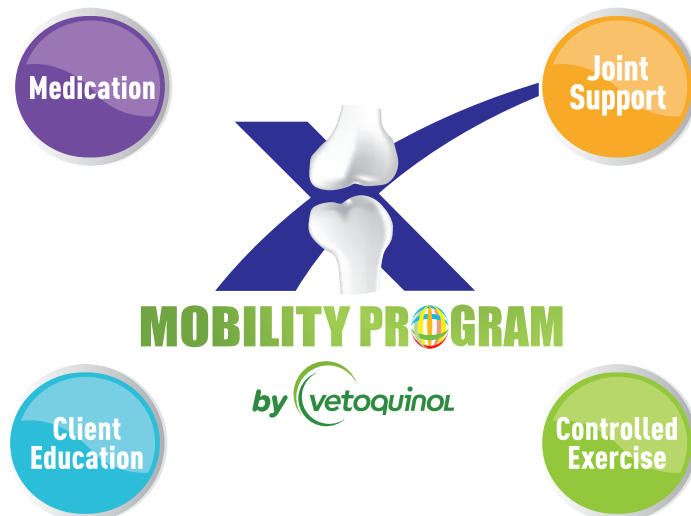 Medication
Joint
Support
X
MOBILITY PROGRAM
by vetoquinol
Client
Education
Controlled
Exercise